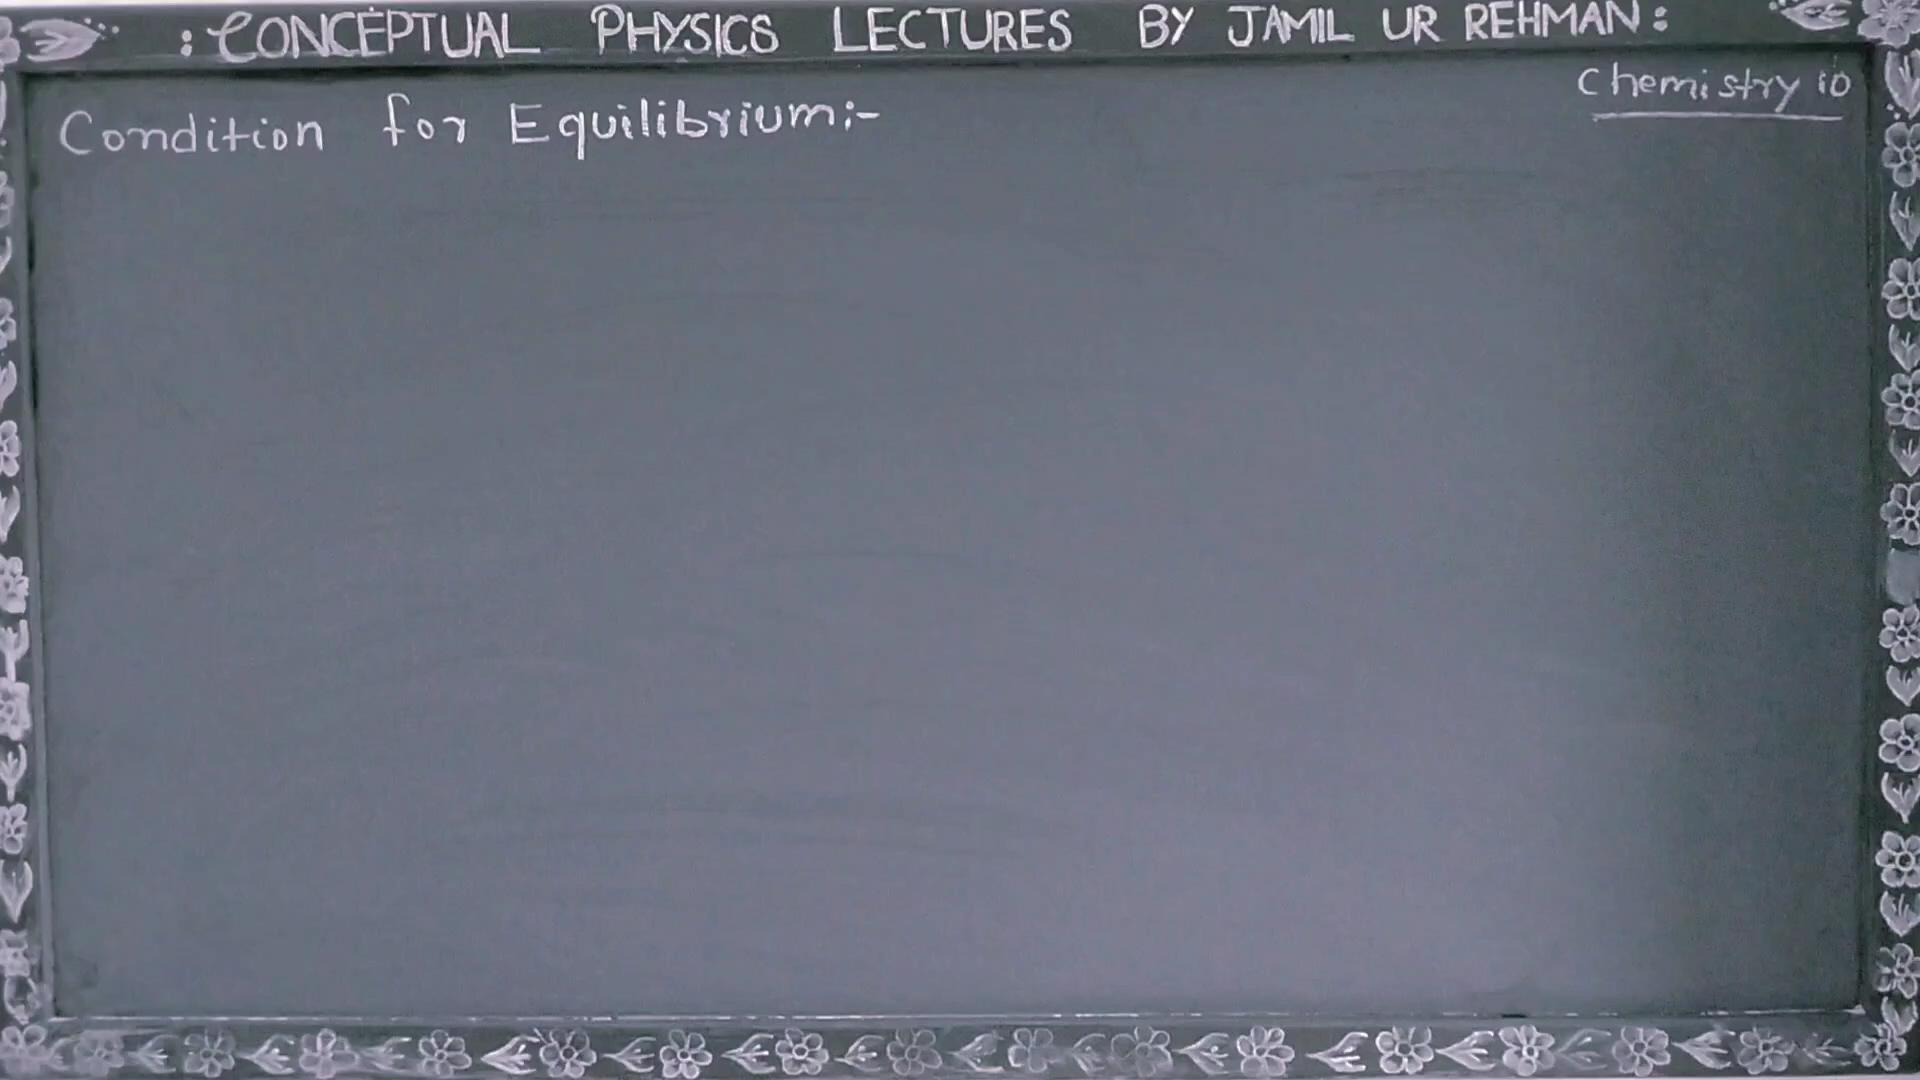 : CONCEPTUAL PHYSICS LECTURES BY JAMIL UR REHMAN :
Chemistry 10
Condition for Equilibrium:-